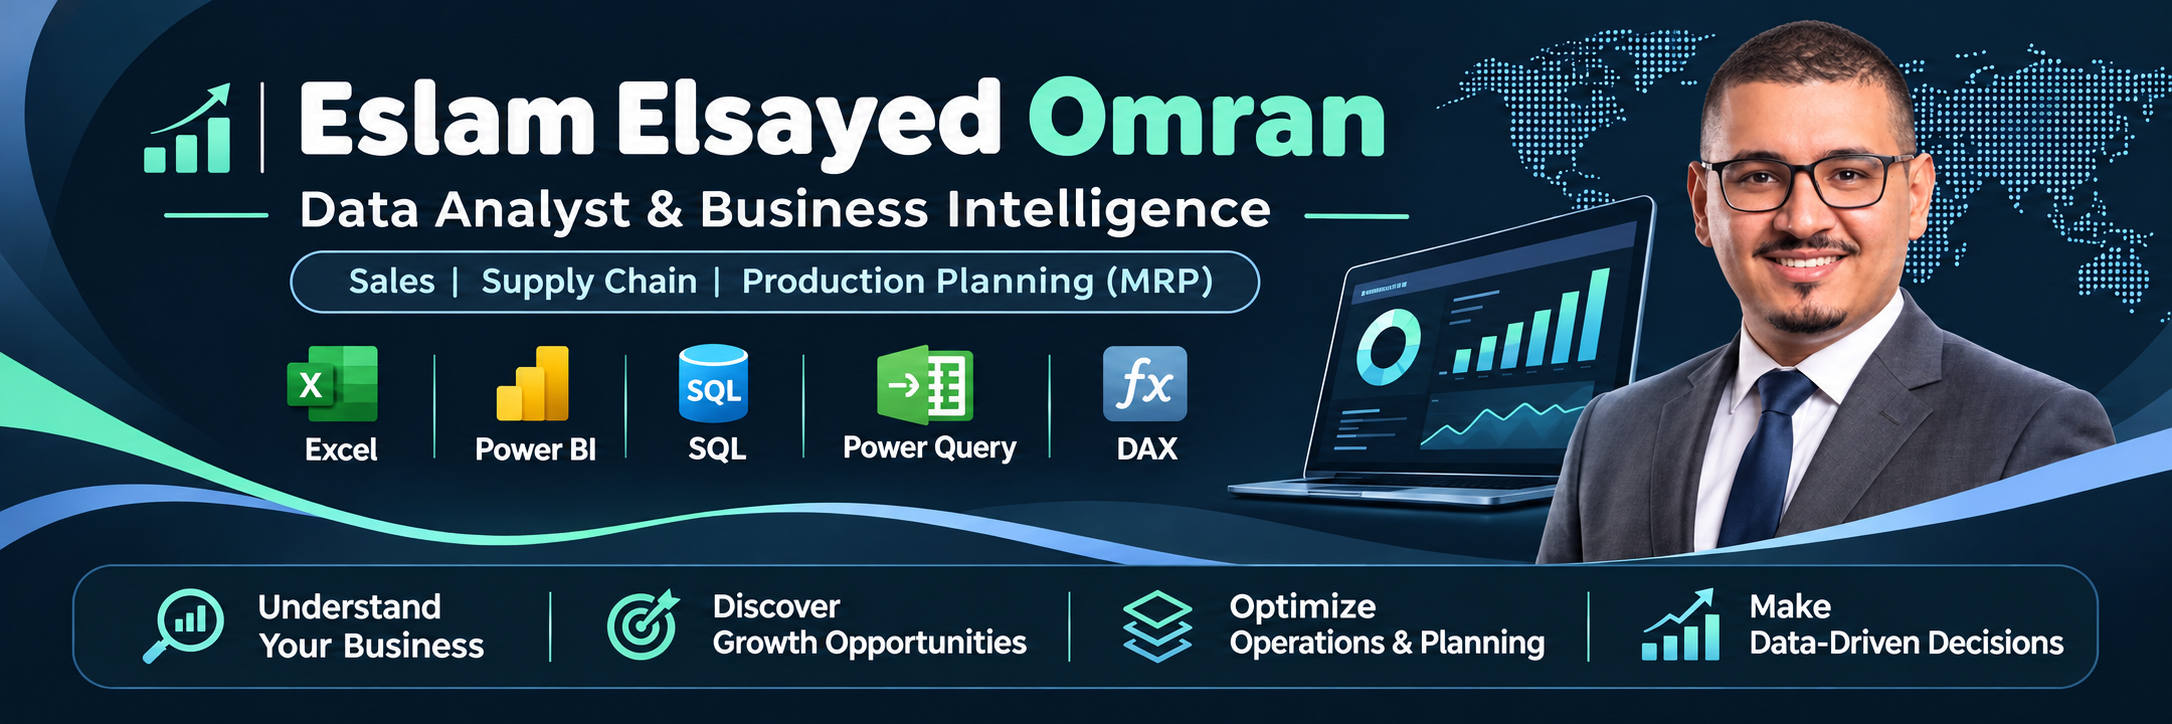 Eslam Elsayed Omran
Data Analyst & Business Intelligence
Sales | Supply Chain | Production Planning (MRP)
X
SQL
fx
Excel
Power BI
SQL
Power Query
DAX
Understand
Your Business
Discover
Growth Opportunities
Optimize
Operations & Planning
Make
Data-Driven Decisions